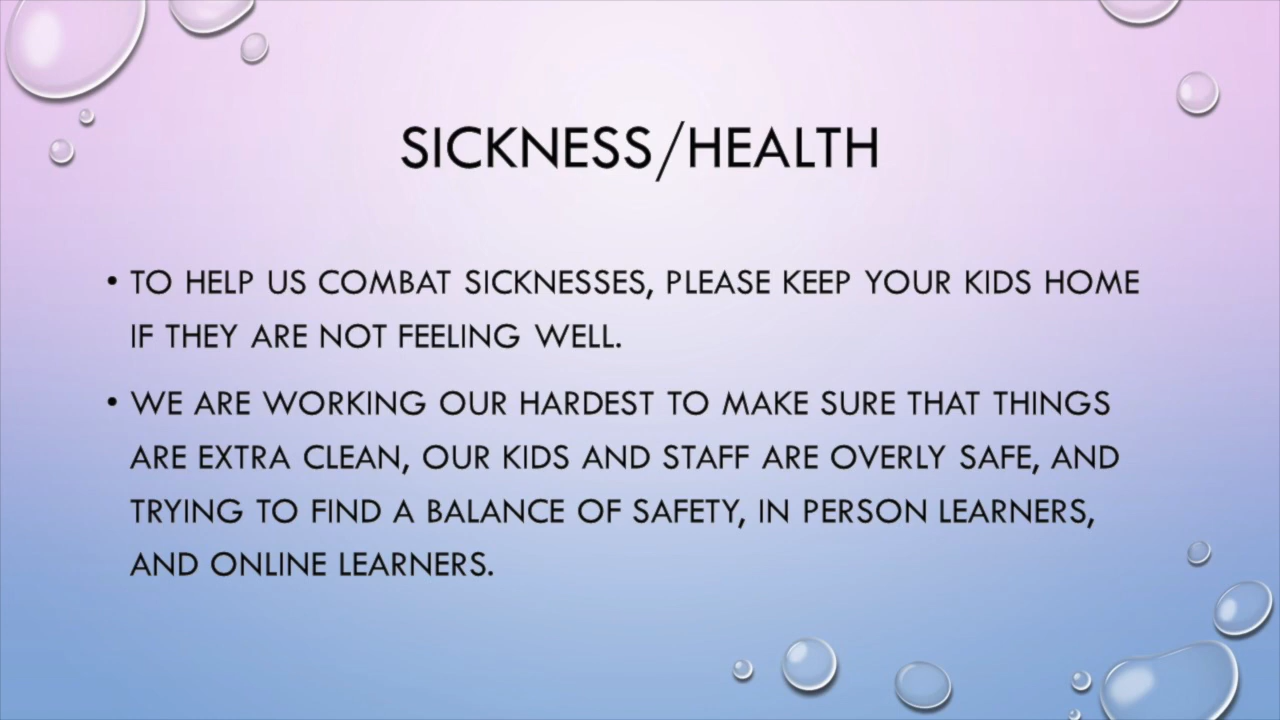 SICKNESS/HEALTH
• TO HELP US COMBAT SICKNESSES, PLEASE KEEP YOUR KIDS HOME
IF THEY ARE NOT FEELING WELL.
• WE ARE WORKING OUR HARDEST TO MAKE SURE THAT THINGS
ARE EXTRA CLEAN, OUR KIDS AND STAFF ARE OVERLY SAFE, AND
TRYING TO FIND A BALANCE OF SAFETY, IN PERSON LEARNERS,
AND ONLINE LEARNERS.